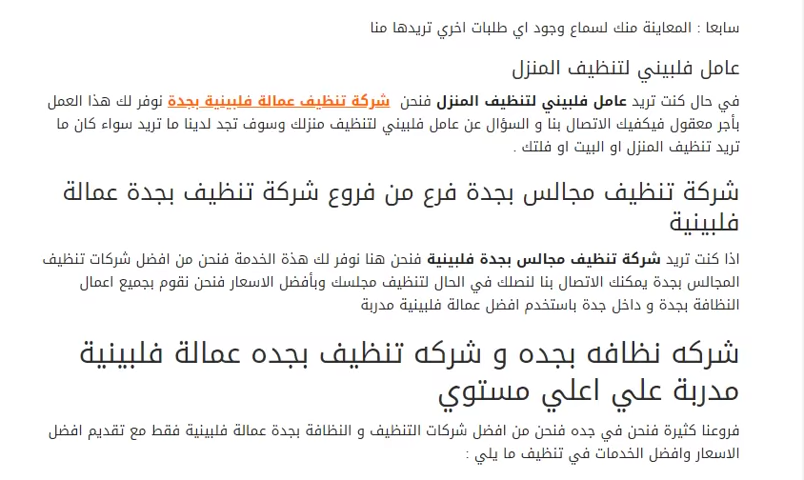 سابعا : المعاينة منك لسماع وجود اي طلبات اخري تريدها منا
عامل فلبيني لتنظيف المنزل
في حال كنت تريد عامل فلبيني لتنظيف المنزل فنحن شركة تنظيف عمالة فلبينية بجدة نوفر لك هذا العمل
بأجر معقول فيكفيك الاتصال بنا و السؤال عن عامل فلبيني لتنظيف منزلك وسوف تجد لدينا ما تريد سواء كان ما
تريد تنظيف المنزل او البيت او فلتك .
شركة تنظيف مجالس بجدة فرع من فروع شركة تنظيف بجدة عمالة
فلبينية
اذا كنت تريد شركة تنظيف مجالس بجدة فلبينية فنحن هنا نوفر لك هذة الخدمة فنحن من افضل شركات تنظيف
المجالس بجدة يمكنك الاتصال بنا لنصلك في الحال لتنظيف مجلسك وبأفضل الاسعار فنحن نقوم بجميع اعمال
النظافة بجدة و داخل جدة باستخدم افضل عمالة فلبينية مدربة
شركه نظافه بجده و شركه تنظيف بجده عمالة فلبينية
مدربة علي اعلي مستوي
فروعنا كثيرة فنحن في جده فنحن من افضل شركات التنظيف و النظافة بجدة عمالة فلبينية فقط مع تقديم افضل
الاسعار وافضل الخدمات في تنظيف ما يلي :